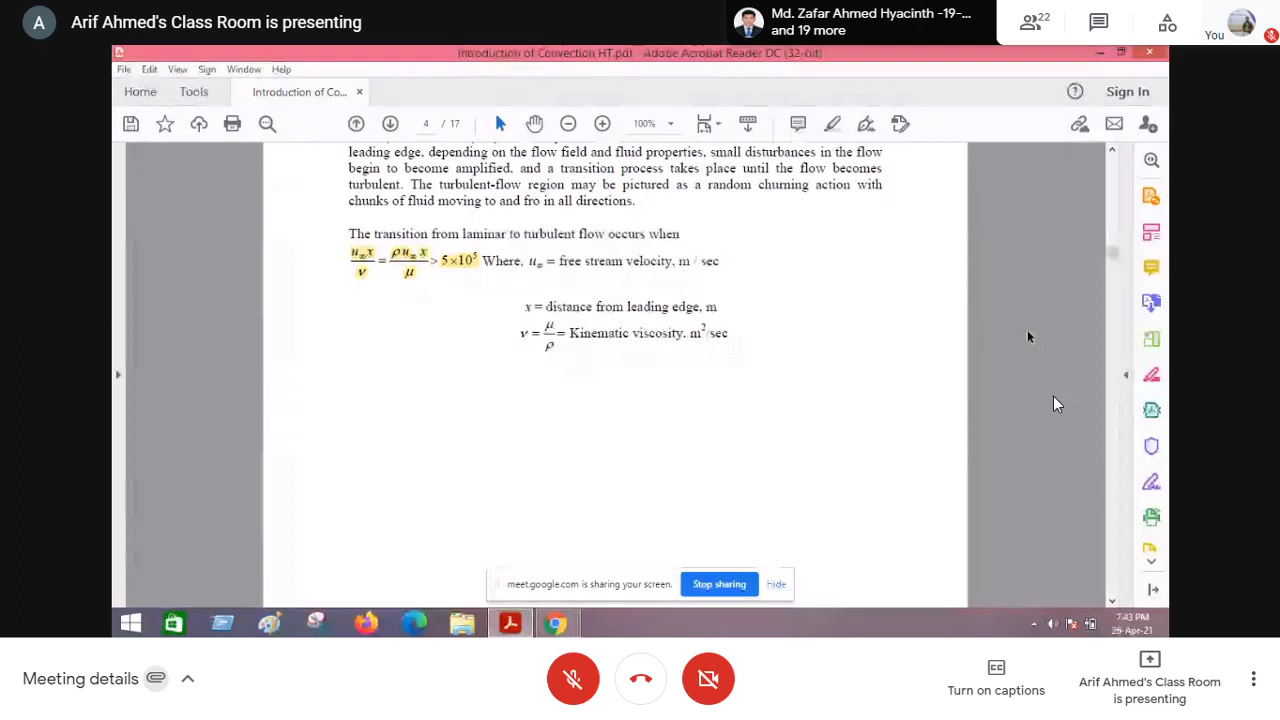 A Arif Ahmed's Class Room is presenting
Md. Zafar Ahmed Hyacinth -19-...
and 19 more
22
You
Introduction of Convection HT.pdf - Adobe Acrobat Reader DC (32-bit)
File Edit View Sign Window Help
Home Tools Introduction of Co... × Sign In
4 / 17 100%
leading edge, depending on the flow field and fluid properties, small disturbances in the flow
begin to become amplified, and a transition process takes place until the flow becomes
turbulent. The turbulent-flow region may be pictured as a random churning action with
chunks of fluid moving to and fro in all directions.
The transition from laminar to turbulent flow occurs when
u∞x/ν = ρu∞x/μ > 5×10⁵ Where, u∞ = free stream velocity, m / sec
x = distance from leading edge, m
ν = μ/ρ = Kinematic viscosity. m²/sec
meet.google.com is sharing your screen. Stop sharing Hide
7:43 PM
25-Apr-21
Meeting details
Turn on captions
Arif Ahmed's Class Room
is presenting